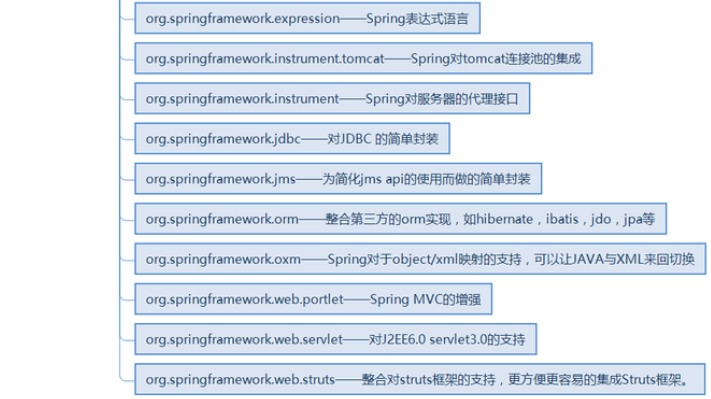 org.springframework.expression——Spring表达式语言
org.springframework.instrument.tomcat——Spring对tomcat连接池的集成
org.springframework.instrument——Spring对服务器的代理接口
org.springframework.jdbc——对JDBC 的简单封装
org.springframework.jms——为简化jms api的使用而做的简单封装
org.springframework.orm——整合第三方的orm实现，如hibernate，ibatis，jdo，jpa等
org.springframework.oxm——Spring对于object/xml映射的支持，可以让JAVA与XML来回切换
org.springframework.web.portlet——Spring MVC的增强
org.springframework.web.servlet——对J2EE6.0 servlet3.0的支持
org.springframework.web.struts——整合对struts框架的支持，更方便更容易的集成Struts框架。